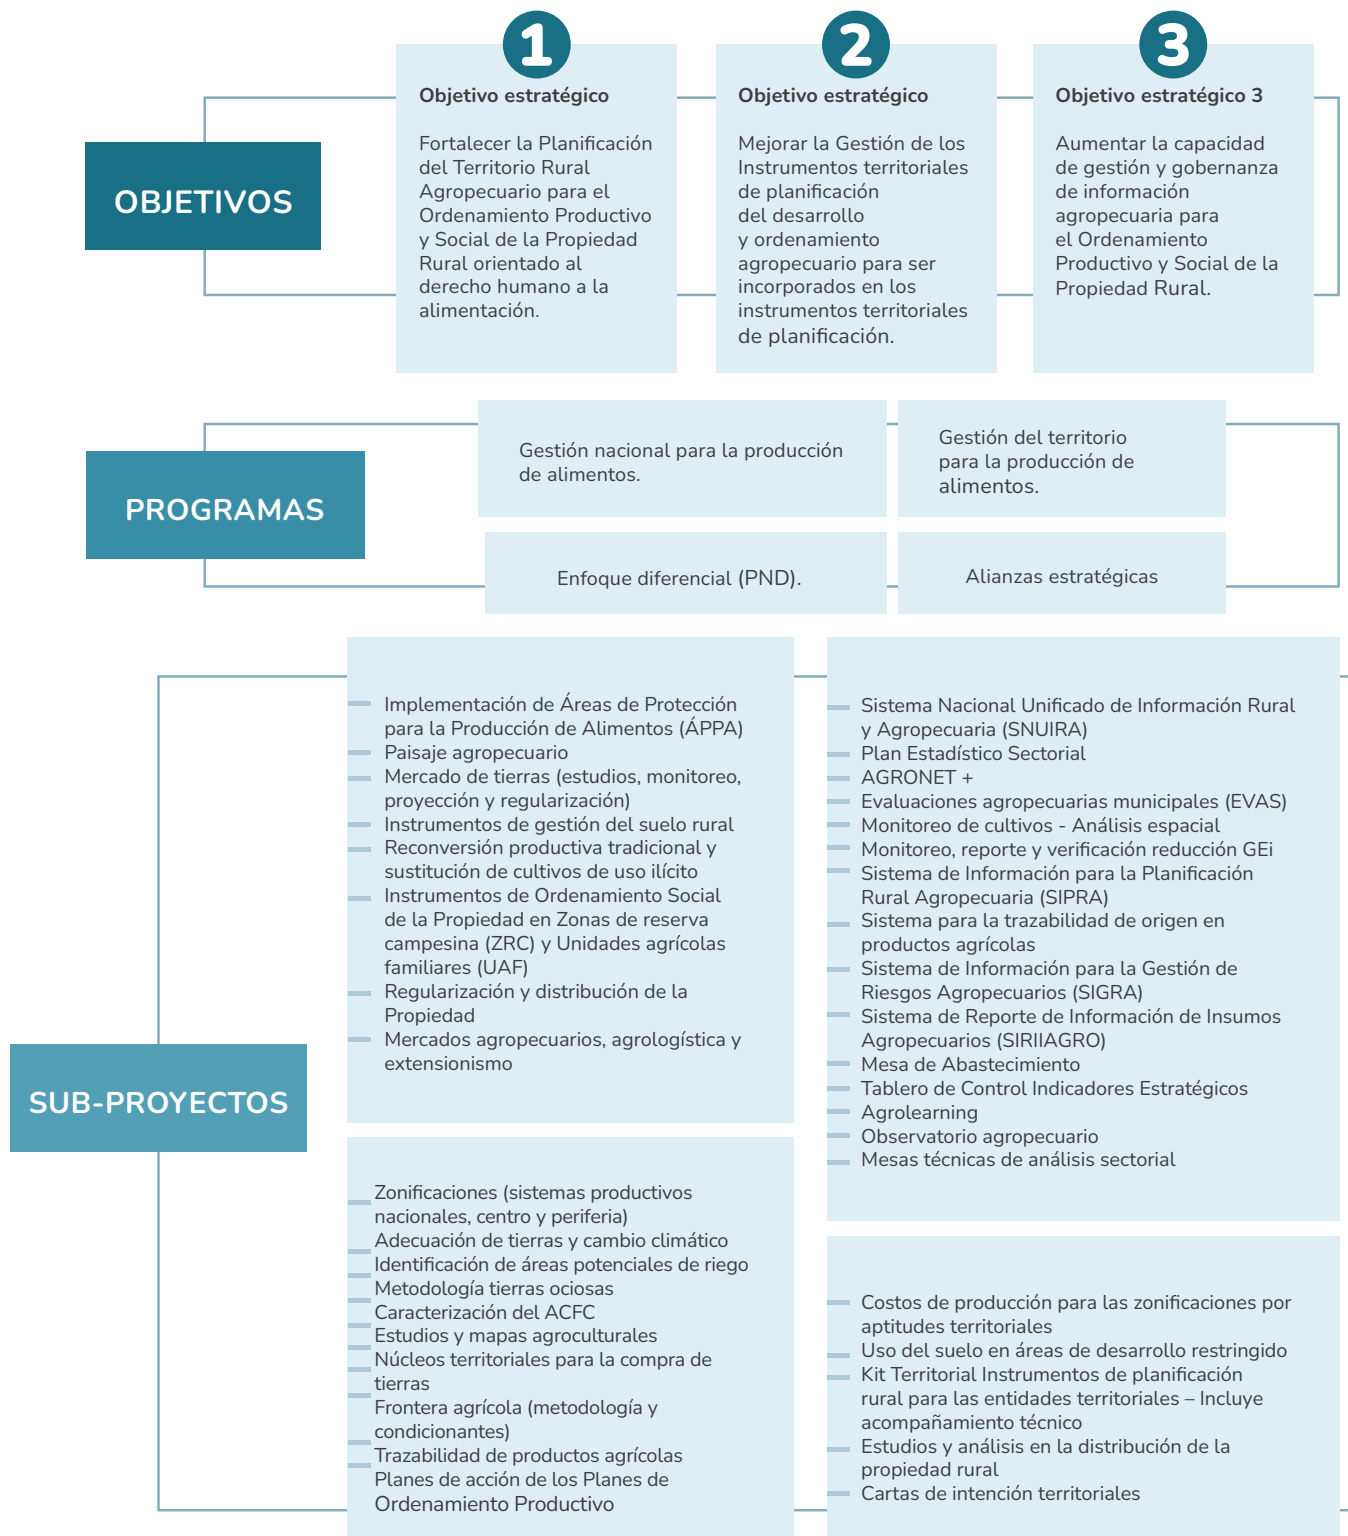 1
2
3
OBJETIVOS
Objetivo estratégico
Fortalecer la Planificación
del Territorio Rural
Agropecuario para el
Ordenamiento Productivo
y Social de la Propiedad
Rural orientado al
derecho humano a la
alimentación.
Objetivo estratégico
Mejorar la Gestión de los
Instrumentos territoriales
de planificación
del desarrollo
y ordenamiento
agropecuario para ser
incorporados en los
instrumentos territoriales
de planificación.
Objetivo estratégico 3
Aumentar la capacidad
de gestión y gobernanza
de información
agropecuaria para
el Ordenamiento
Productivo y Social de la
Propiedad Rural.
PROGRAMAS
Gestión nacional para la producción
de alimentos.
Gestión del territorio
para la producción de
alimentos.
Enfoque diferencial (PND).
Alianzas estratégicas
SUB-PROYECTOS
Implementación de Áreas de Protección
para la Producción de Alimentos (ÁPPA)
Paisaje agropecuario
Mercado de tierras (estudios, monitoreo,
proyección y regularización)
Instrumentos de gestión del suelo rural
Reconversión productiva tradicional y
sustitución de cultivos de uso ilícito
Instrumentos de Ordenamiento Social
de la Propiedad en Zonas de reserva
campesina (ZRC) y Unidades agrícolas
familiares (UAF)
Regularización y distribución de la
Propiedad
Mercados agropecuarios, agrologística y
extensionismo
Sistema Nacional Unificado de Información Rural
y Agropecuaria (SNUIRA)
Plan Estadístico Sectorial
AGRONET +
Evaluaciones agropecuarias municipales (EVAS)
Monitoreo de cultivos - Análisis espacial
Monitoreo, reporte y verificación reducción GEi
Sistema de Información para la Planificación
Rural Agropecuaria (SIPRA)
Sistema para la trazabilidad de origen en
productos agrícolas
Sistema de Información para la Gestión de
Riesgos Agropecuarios (SIGRA)
Sistema de Reporte de Información de Insumos
Agropecuarios (SIRIIAGRO)
Mesa de Abastecimiento
Tablero de Control Indicadores Estratégicos
Agrolearning
Observatorio agropecuario
Mesas técnicas de análisis sectorial
Zonificaciones (sistemas productivos
nacionales, centro y periferia)
Adecuación de tierras y cambio climático
Identificación de áreas potenciales de riego
Metodología tierras ociosas
Caracterización del ACFC
Estudios y mapas agroculturales
Núcleos territoriales para la compra de
tierras
Frontera agrícola (metodología y
condicionantes)
Trazabilidad de productos agrícolas
Planes de acción de los Planes de
Ordenamiento Productivo
Costos de producción para las zonificaciones por
aptitudes territoriales
Uso del suelo en áreas de desarrollo restringido
Kit Territorial Instrumentos de planificación
rural para las entidades territoriales – Incluye
acompañamiento técnico
Estudios y análisis en la distribución de la
propiedad rural
Cartas de intención territoriales